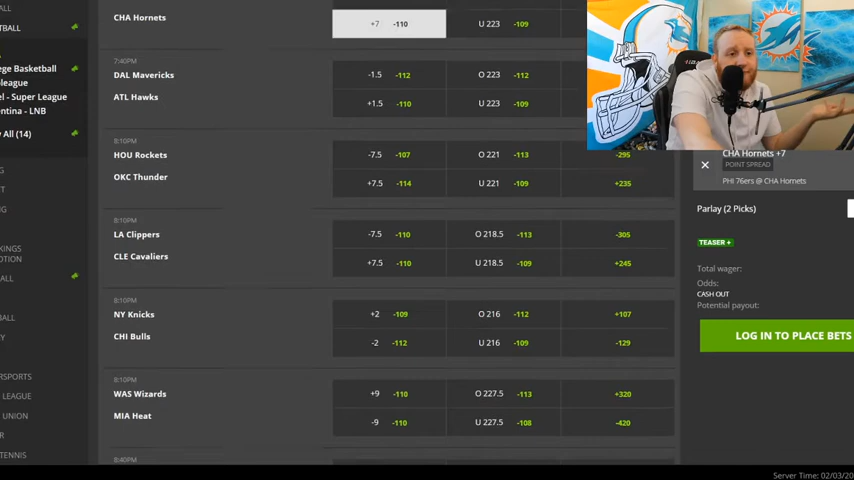 ALL
CHA Hornets +7 -110 U 223 -109
ETBALL
7:40PM
DAL Mavericks -1.5 -112 O 223 -112
ege Basketball
oleague
ATL Hawks +1.5 -110 U 223 -109
el - Super League
entina - LNB
y All (14)
8:10PM
HOU Rockets -7.5 -107 O 221 -113 -295
CHA Hornets +7
POINT SPREAD
OKC Thunder +7.5 -114 U 221 -109 +235
PHI 76ers @ CHA Hornets
Parlay (2 Picks)
8:10PM
LA Clippers -7.5 -110 O 218.5 -113 -305
TEASER +
KINGS
OTION
CLE Cavaliers +7.5 -110 U 218.5 -109 +245
Total wager:
Odds:
CASH OUT
Potential payout:
8:10PM
NY Knicks +2 -109 O 216 -112 +107
CHI Bulls -2 -112 U 216 -109 -129
LOG IN TO PLACE BETS
8:10PM
RSPORTS
WAS Wizards +9 -110 O 227.5 -113 +320
LEAGUE
MIA Heat -9 -110 U 227.5 -108 -420
UNION
TENNIS
8:40PM
Server Time: 02/03/20